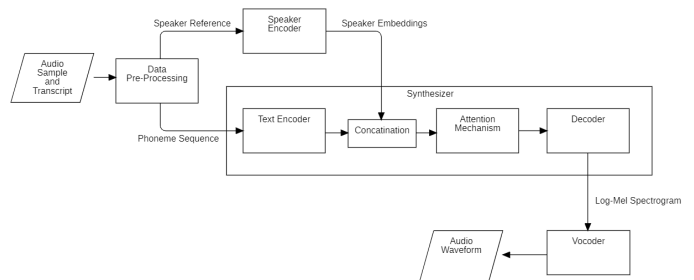 Speaker Reference
Speaker
Encoder
Speaker Embeddings
Audio
Sample
and
Transcript
Data
Pre-Processing
Synthesizer
Phoneme Sequence
Text Encoder
Concatination
Attention
Mechanism
Decoder
Log-Mel Spectrogram
Audio
Waveform
Vocoder